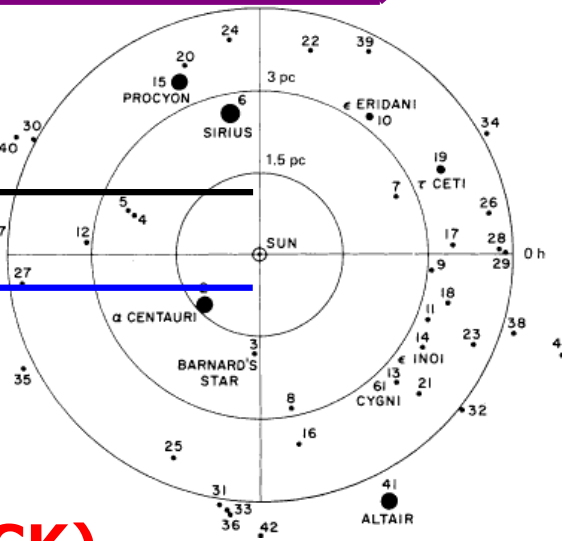 24
22
39
20
15
PROCYON
3 pc
6
SIRIUS
ε ERIDANI
10
34
30
40
19
τ CETI
1.5 pc
7
5
4
26
12
17
28
SUN
0 h
29
9
27
18
α CENTAURI
11
38
3
14
23
BARNARD'S
STAR
ε INDI
13
61
CYGNI
21
35
8
32
16
25
41
ALTAIR
31
33
36
42
CK)